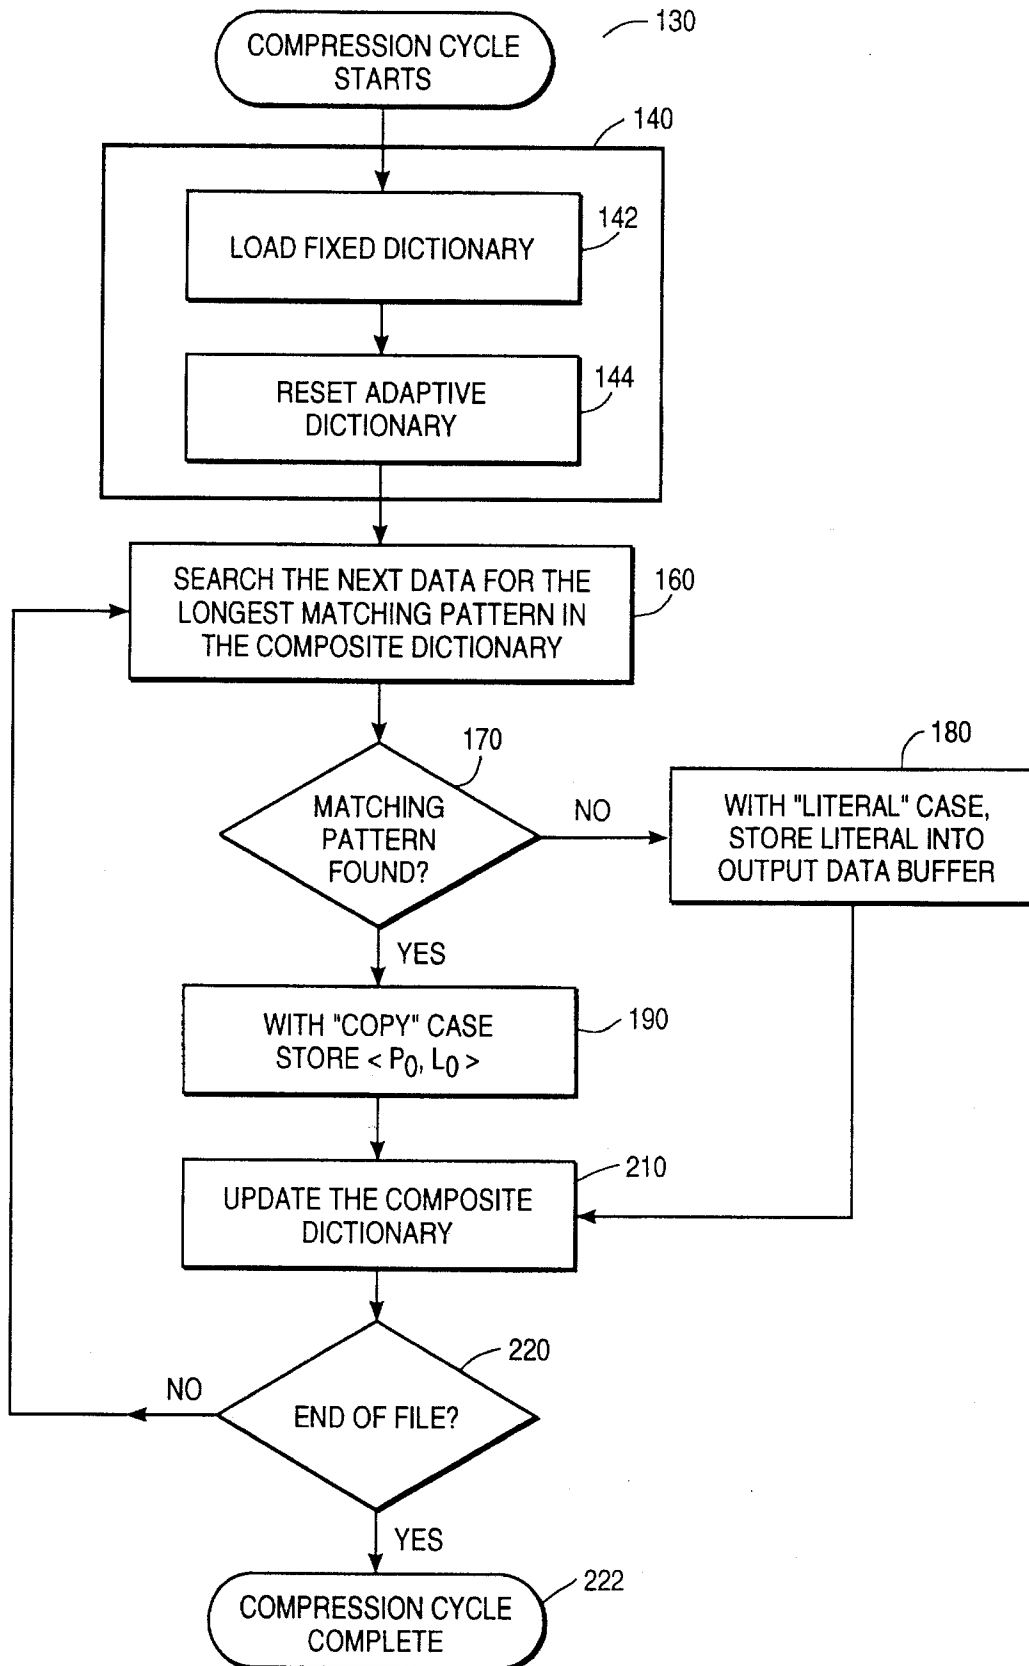 COMPRESSION CYCLE
STARTS
130
140
LOAD FIXED DICTIONARY
142
RESET ADAPTIVE
DICTIONARY
144
SEARCH THE NEXT DATA FOR THE
LONGEST MATCHING PATTERN IN
THE COMPOSITE DICTIONARY
160
MATCHING
PATTERN
FOUND?
170
NO
WITH "LITERAL" CASE,
STORE LITERAL INTO
OUTPUT DATA BUFFER
180
YES
WITH "COPY" CASE
STORE < P0, L0 >
190
UPDATE THE COMPOSITE
DICTIONARY
210
END OF FILE?
220
NO
YES
COMPRESSION CYCLE
COMPLETE
222